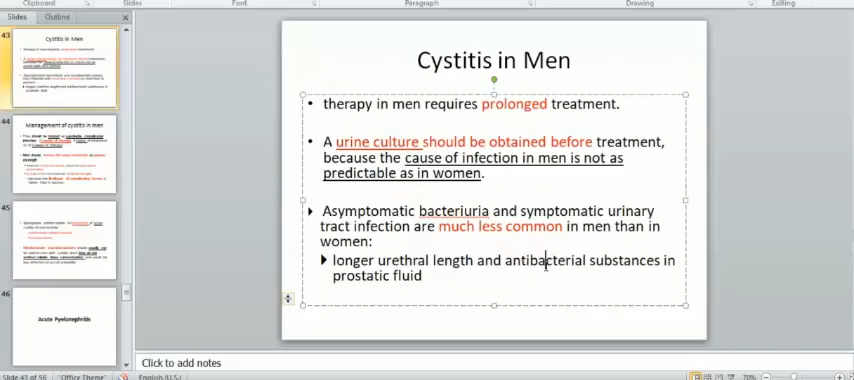 Clipboard
Slides
Font
Paragraph
Drawing
Editing
Slides
Outline
43
Cystitis in Men
44
Management of cystitis in men
45
46
Acute Pyelonephritis
Cystitis in Men
• therapy in men requires prolonged treatment.
• A urine culture should be obtained before treatment,
because the cause of infection in men is not as
predictable as in women.
Asymptomatic bacteriuria and symptomatic urinary
tract infection are much less common in men than in
women:
longer urethral length and antibacterial substances in
prostatic fluid
Click to add notes
Slide 43 of 56
"Office Theme"
English (U.S.)
70%